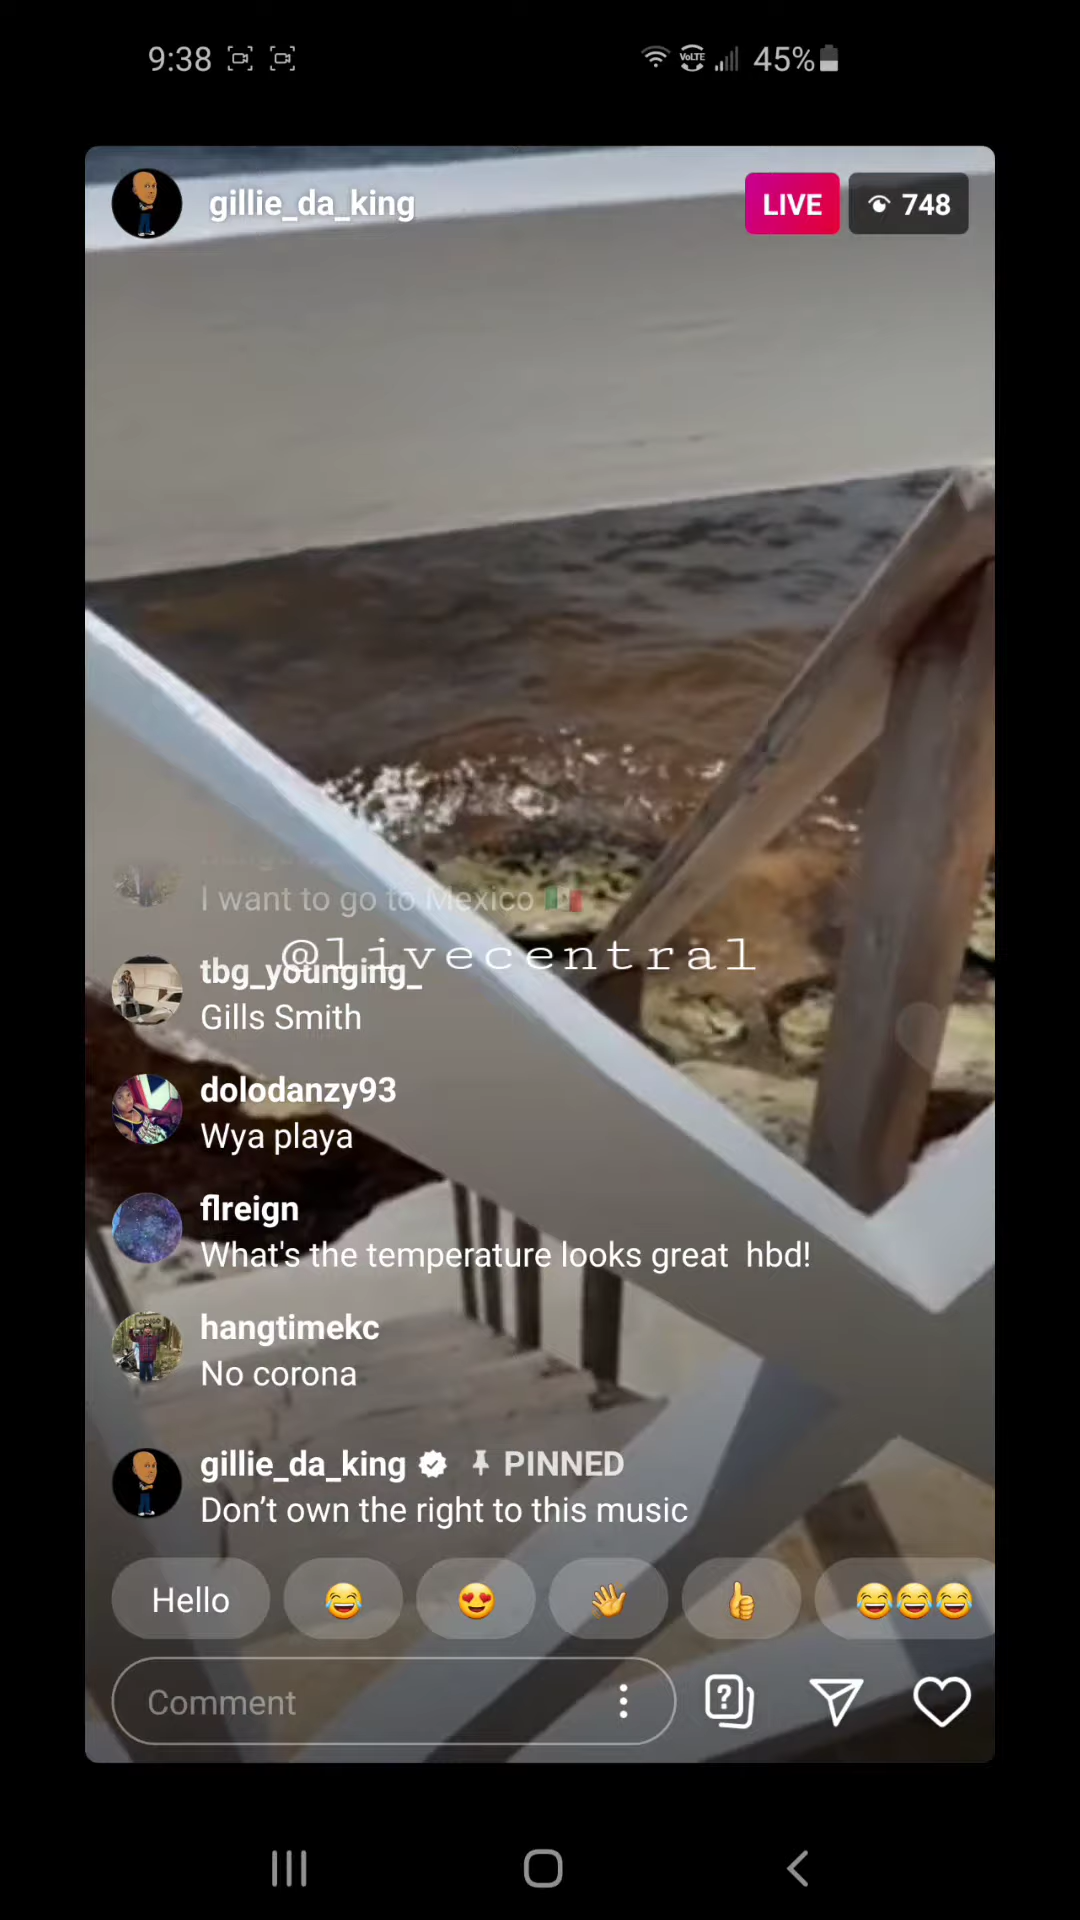 9:38
VoLTE
45%
gillie_da_king
LIVE
748
I want to go to Mexico 🇲🇽
@livecentral
tbg_younging_
Gills Smith
dolodanzy93
Wya playa
flreign
What's the temperature looks great  hbd!
hangtimekc
No corona
gillie_da_king PINNED
Don’t own the right to this music
Hello 😂 😍 👋 👍 😂😂😂
Comment